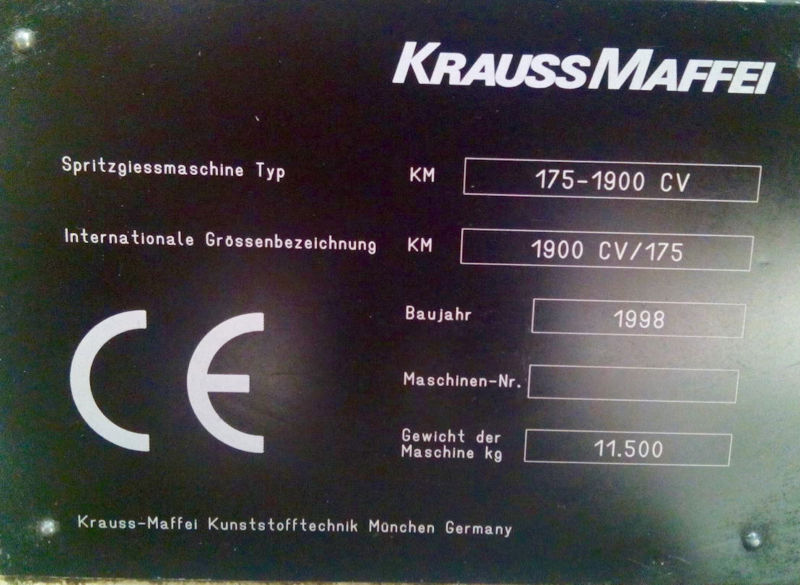 KRAUSSMAFFEI
Spritzgiessmaschine Typ KM 175-1900 CV
Internationale Grössenbezeichnung KM 1900 CV/175
Baujahr 1998
Maschinen-Nr.
Gewicht der
Maschine kg 11.500
CE
Krauss-Maffei Kunststofftechnik München Germany